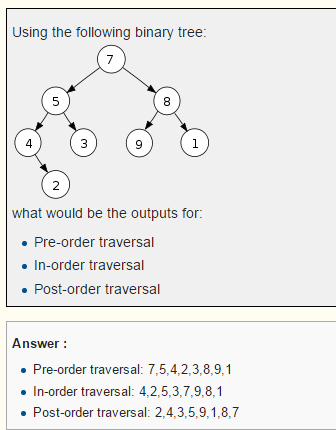 Using the following binary tree:
7
5 8
4 3 9 1
2
what would be the outputs for:
Pre-order traversal
In-order traversal
Post-order traversal
Answer :
Pre-order traversal: 7,5,4,2,3,8,9,1
In-order traversal: 4,2,5,3,7,9,8,1
Post-order traversal: 2,4,3,5,9,1,8,7